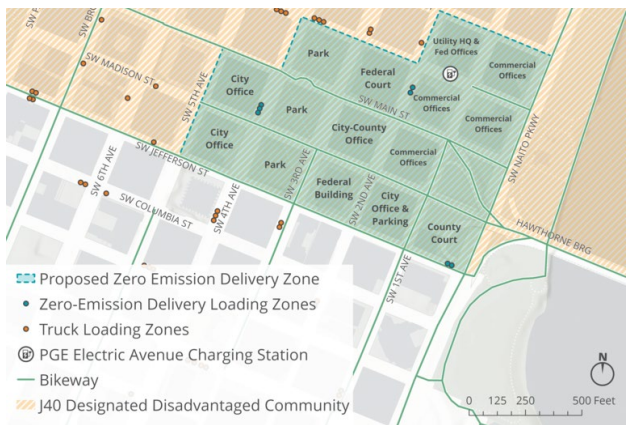 Utility HQ &
Fed Offices
Park
Commercial
Offices
SW MADISON ST
SW 5TH AVE
City
Office
Federal
Court
SW MAIN ST
Commercial
Offices
Park
Commercial
Offices
City
Office
City-County
Office
Commercial
Offices
SW NAITO PKWY
SW JEFFERSON ST
Park
SW 3RD AVE
SW 6TH AVE
SW 4TH AVE
Federal
Building
SW 2ND AVE
City
Office &
Parking
SW COLUMBIA ST
County
Court
HAWTHORNE BRG
SW 1ST AVE
Proposed Zero Emission Delivery Zone
Zero-Emission Delivery Loading Zones
Truck Loading Zones
PGE Electric Avenue Charging Station
Bikeway
J40 Designated Disadvantaged Community
N
0 125 250 500 Feet